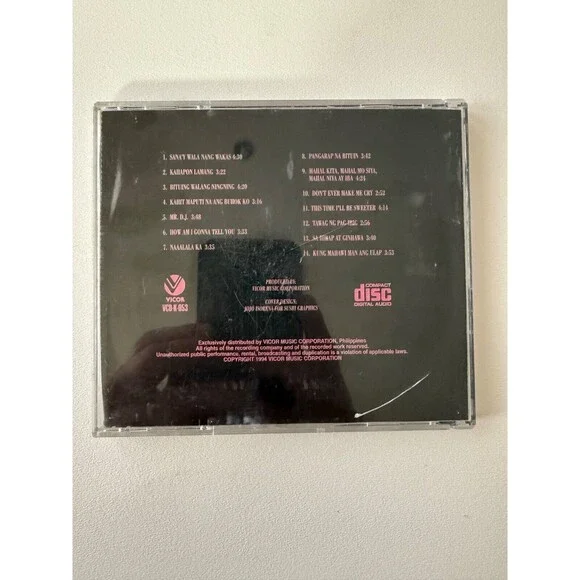 1. SANA'Y WALA NANG WAKAS 4:30
2. KAHAPON LAMANG 3:22
3. BITUING WALANG NINGNING 4:20
4. KAHIT MAPUTI NA ANG BUHOK KO 3:16
5. MR. D.J. 3:08
6. HOW AM I GONNA TELL YOU 3:53
7. NAAALALA KA 3:35
8. PANGARAP NA BITUIN 3:42
9. MAHAL KITA, MAHAL MO SIYA,
MAHAL NIYA AY IBA 4:24
10. DON'T EVER MAKE ME CRY 2:52
11. THIS TIME I'LL BE SWEETER 4:14
12. TAWAG NG PAG-IBIG 2:56
13. SA HIRAP AT GINHAWA 3:40
14. KUNG MAHAWI MAN ANG ULAP 3:53
VICOR
VCD-K 053
PRODUCED BY:
VICOR MUSIC CORPORATION
COVER DESIGN:
FOR SUSHI GRAPHICS
COMPACT
disc
DIGITAL AUDIO
Exclusively distributed by VICOR MUSIC CORPORATION, Philippines
All rights of the recording company and of the recorded work reserved.
Unauthorized public performance, rental, broadcasting and duplication is a violation of applicable laws.
COPYRIGHT 1994 VICOR MUSIC CORPORATION